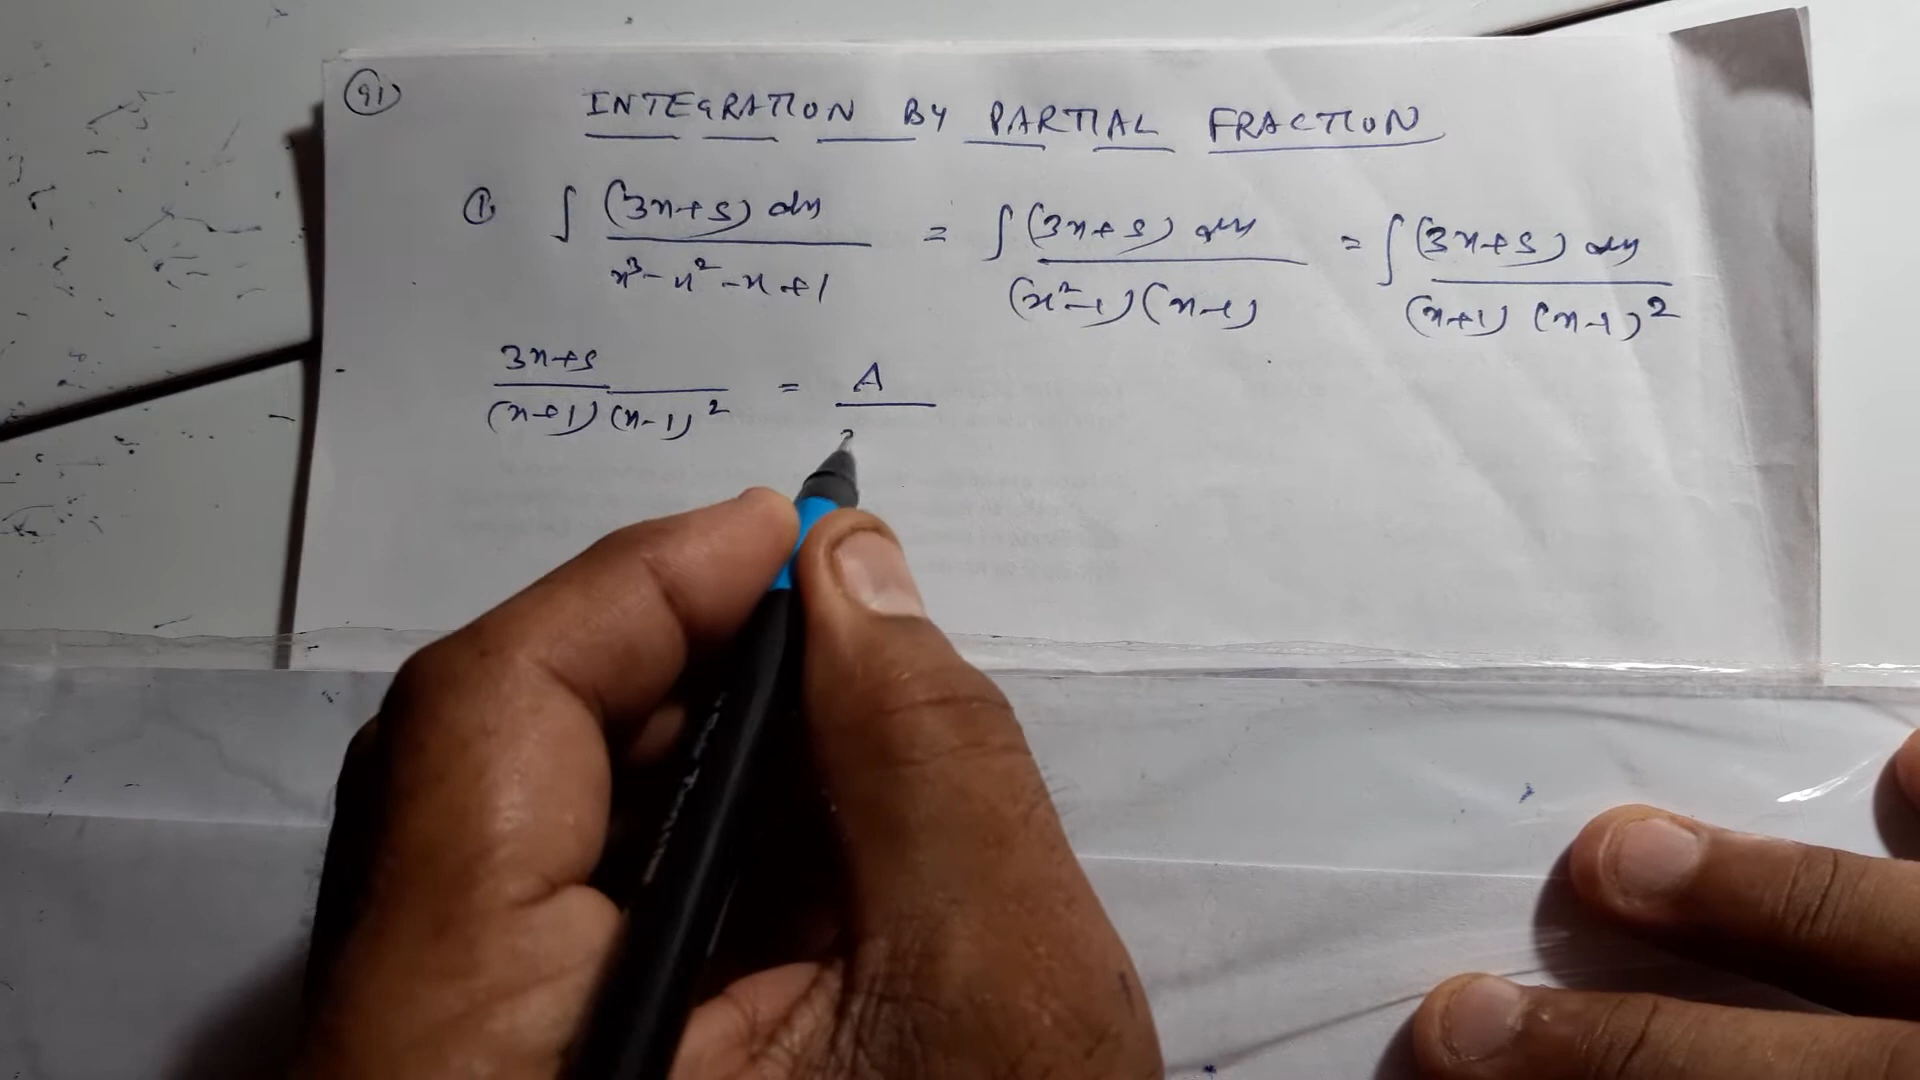 91
INTEGRATION BY PARTIAL FRACTION
① ∫ (3x+5) dx / x³-x²-x+1 = ∫ (3x+5) dx / (x²-1)(x-1) = ∫ (3x+5) dx / (x+1)(x-1)²
3x+5 / (x+1)(x-1)² = A /